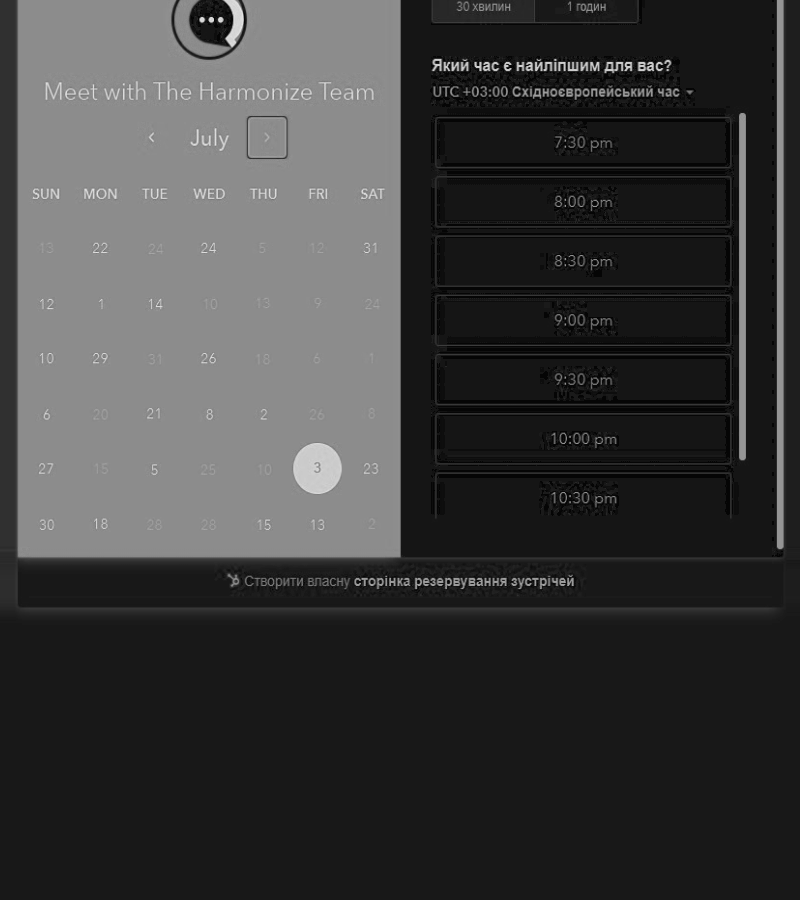 30 хвилин
1 годин
Meet with The Harmonize Team
July
SUN MON TUE WED THU FRI SAT
13 22 24 24 5 12 31
12 1 14 10 13 9 24
10 29 31 26 18 6 1
6 20 21 8 2 26 8
27 15 5 25 10 3 23
30 18 28 28 15 13 2
Який час є найліпшим для вас?
UTC +03:00 Східноєвропейський час
7:30 pm
8:00 pm
8:30 pm
9:00 pm
9:30 pm
10:00 pm
10:30 pm
Створити власну сторінка резервування зустрічей